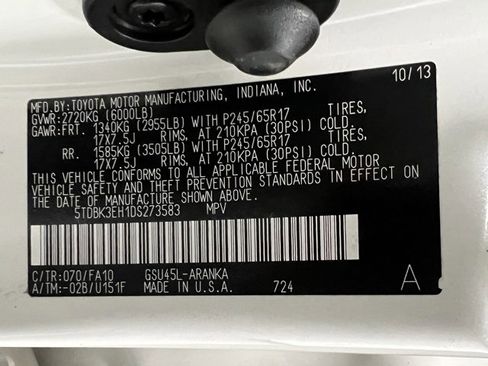 MFD.BY: TOYOTA MOTOR MANUFACTURING, INDIANA, INC. 10/13
GVWR: 2720KG (6000LB)
GAWR: FRT. 1340KG (2955LB) WITH P245/65R17 TIRES,
17X7.5J RIMS, AT 210KPA (30PSI) COLD.
RR. 1585KG (3505LB) WITH P245/65R17 TIRES,
17X7.5J RIMS, AT 210KPA (30PSI) COLD.
THIS VEHICLE CONFORMS TO ALL APPLICABLE FEDERAL MOTOR
VEHICLE SAFETY AND THEFT PREVENTION STANDARDS IN EFFECT ON
THE DATE OF MANUFACTURE SHOWN ABOVE.
5TDBK3EH1DS273583 MPV
C/TR: 070/FA10 GSU45L-ARANKA
A/TM: -02B/U151F MADE IN U.S.A. 724 A